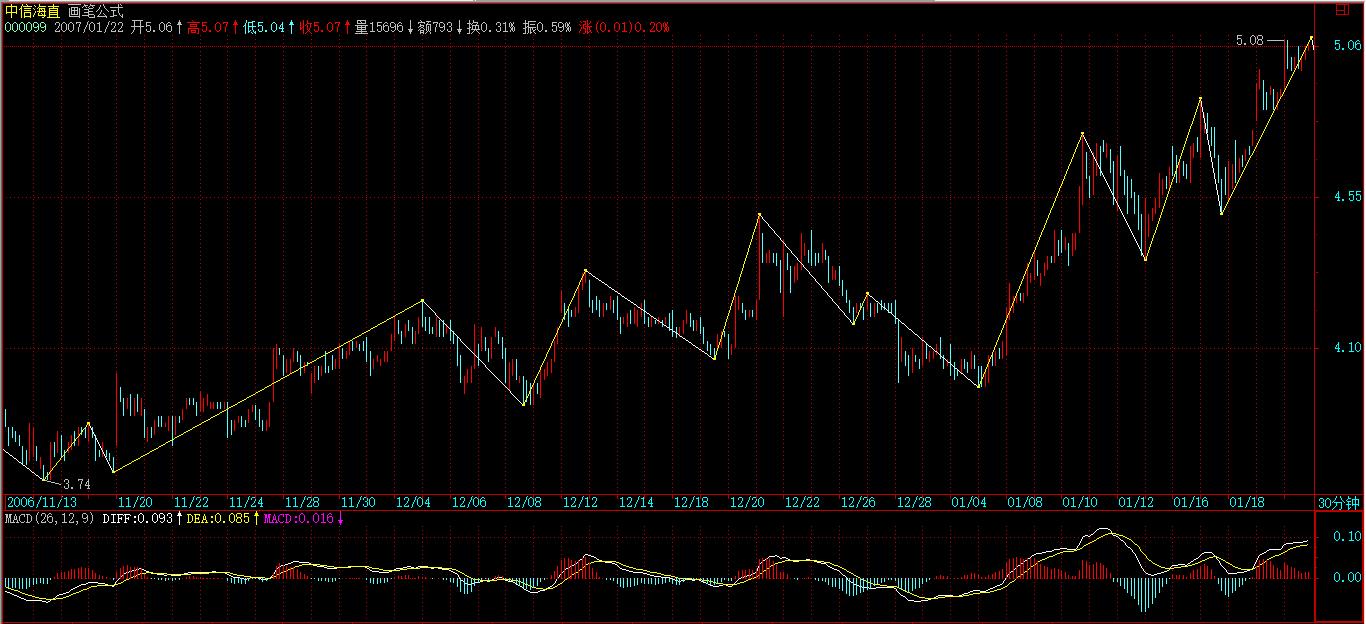 中信海直 画笔公式
000099 2007/01/22 开5.06↑高5.07↑低5.04↑收5.07↑量15696↓额793↓换0.31% 振0.59% 涨(0.01)0.20%
5.08
5.06
4.55
4.10
3.74
2006/11/13 11/20 11/22 11/24 11/28 11/30 12/04 12/06 12/08 12/12 12/14 12/18 12/20 12/22 12/26 12/28 01/04 01/08 01/10 01/12 01/16 01/18 30分钟
MACD(26,12,9) DIFF:0.093↑DEA:0.085↑MACD:0.016↓
0.10
0.00